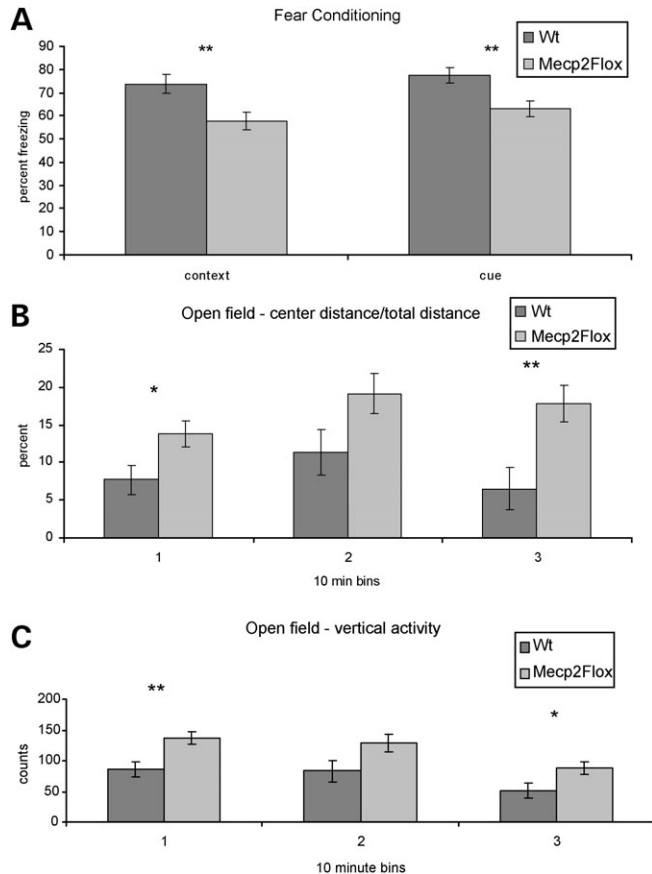 A
Fear Conditioning
Wt
Mecp2Flox
**
**
percent freezing
90
80
70
60
50
40
30
20
10
0
context
cue
B
Open field - center distance/total distance
Wt
Mecp2Flox
*
**
percent
25
20
15
10
5
0
1
2
3
10 min bins
C
Open field - vertical activity
Wt
Mecp2Flox
**
*
counts
200
150
100
50
0
1
2
3
10 minute bins